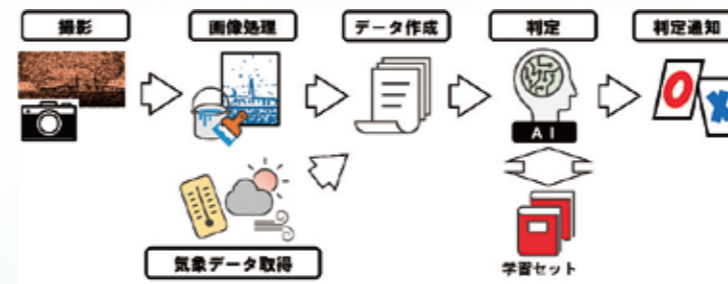 撮影
画像処理
データ作成
判定
判定通知
AI
気象データ取得
学習セット